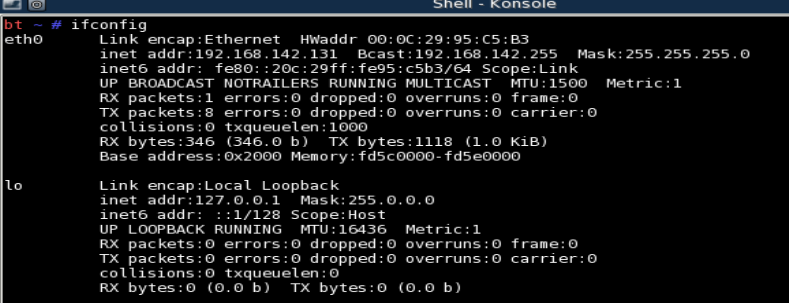 Shell - Konsole
bt ~ # ifconfig
eth0      Link encap:Ethernet  HWaddr 00:0C:29:95:C5:B3
          inet addr:192.168.142.131  Bcast:192.168.142.255  Mask:255.255.255.0
          inet6 addr: fe80::20c:29ff:fe95:c5b3/64 Scope:Link
          UP BROADCAST NOTRAILERS RUNNING MULTICAST  MTU:1500  Metric:1
          RX packets:1 errors:0 dropped:0 overruns:0 frame:0
          TX packets:8 errors:0 dropped:0 overruns:0 carrier:0
          collisions:0 txqueuelen:1000
          RX bytes:346 (346.0 b)  TX bytes:1118 (1.0 KiB)
          Base address:0x2000 Memory:fd5c0000-fd5e0000
lo        Link encap:Local Loopback
          inet addr:127.0.0.1  Mask:255.0.0.0
          inet6 addr: ::1/128 Scope:Host
          UP LOOPBACK RUNNING  MTU:16436  Metric:1
          RX packets:0 errors:0 dropped:0 overruns:0 frame:0
          TX packets:0 errors:0 dropped:0 overruns:0 carrier:0
          collisions:0 txqueuelen:0
          RX bytes:0 (0.0 b)  TX bytes:0 (0.0 b)